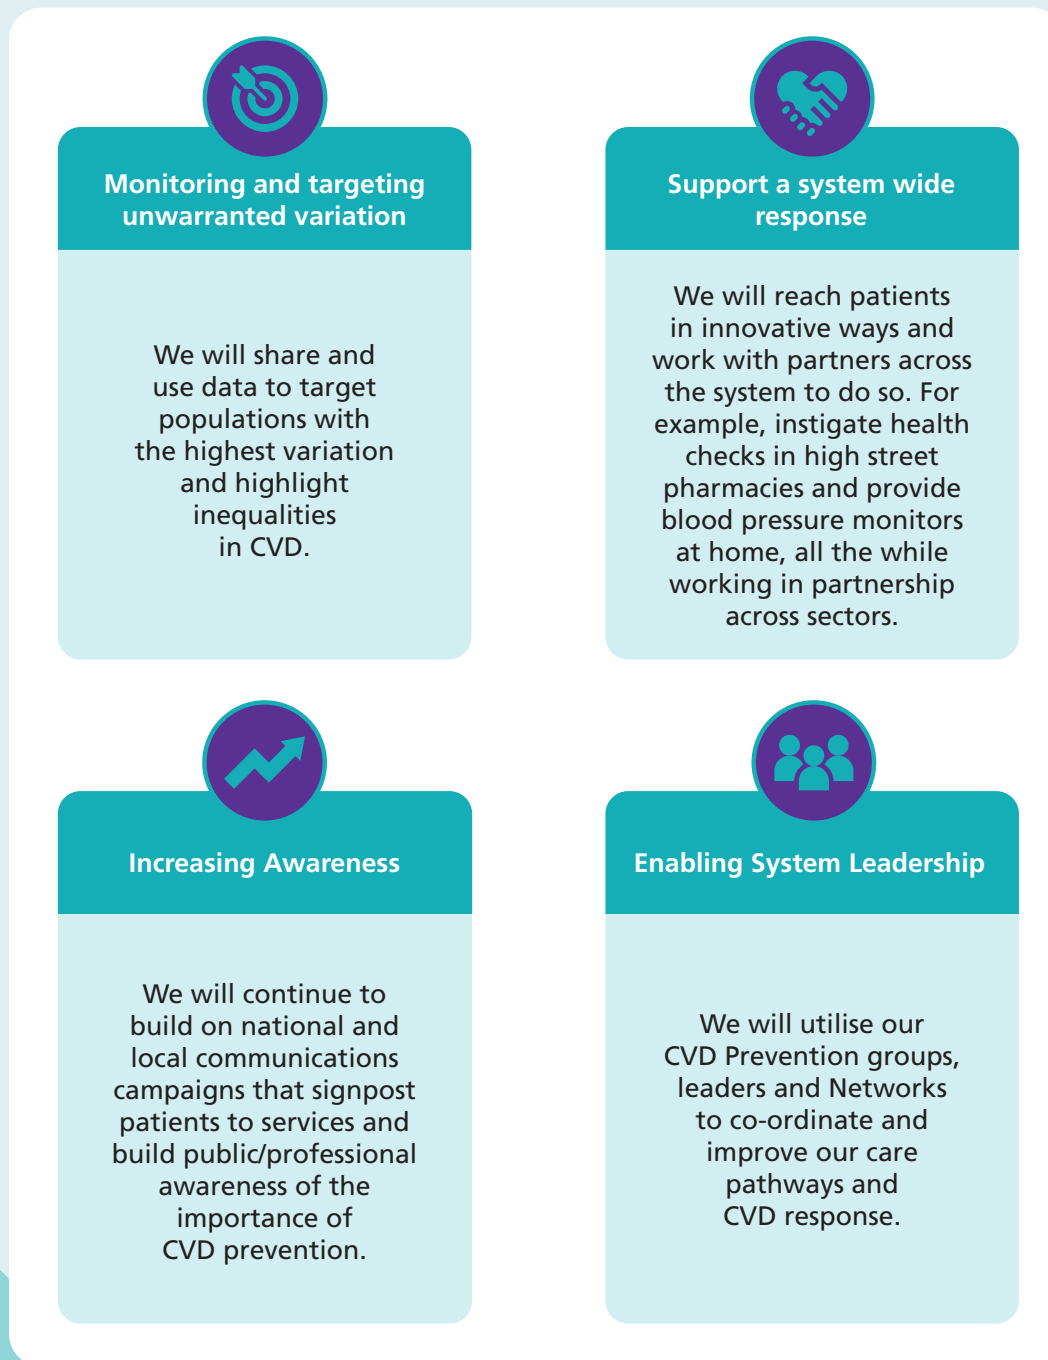 Monitoring and targeting
unwarranted variation
We will share and
use data to target
populations with
the highest variation
and highlight
inequalities
in CVD.
Support a system wide
response
We will reach patients
in innovative ways and
work with partners across
the system to do so. For
example, instigate health
checks in high street
pharmacies and provide
blood pressure monitors
at home, all the while
working in partnership
across sectors.
Increasing Awareness
We will continue to
build on national and
local communications
campaigns that signpost
patients to services and
build public/professional
awareness of the
importance of
CVD prevention.
Enabling System Leadership
We will utilise our
CVD Prevention groups,
leaders and Networks
to co-ordinate and
improve our care
pathways and
CVD response.